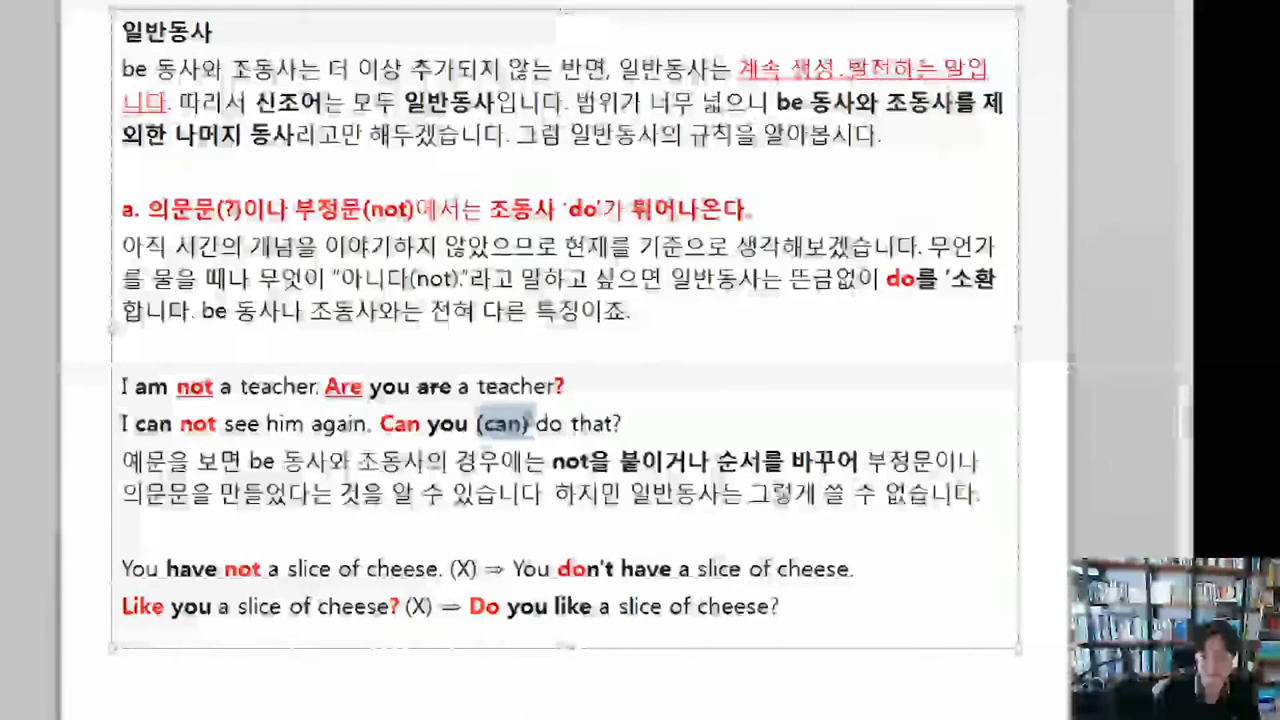 일반동사
be 동사와 조동사는 더 이상 추가되지 않는 반면, 일반동사는 계속 생성·발전하는 말입
니다. 따라서 신조어는 모두 일반동사입니다. 범위가 너무 넓으니 be 동사와 조동사를 제
외한 나머지 동사라고만 해두겠습니다. 그럼 일반동사의 규칙을 알아봅시다.
a. 의문문(?)이나 부정문(not)에서는 조동사 'do'가 튀어나온다.
아직 시간의 개념을 이야기하지 않았으므로 현재를 기준으로 생각해보겠습니다. 무언가
를 물을 때나 무엇이 "아니다(not)."라고 말하고 싶으면 일반동사는 뜬금없이 do를 '소환
합니다. be 동사나 조동사와는 전혀 다른 특징이죠.
I am not a teacher. Are you are a teacher?
I can not see him again. Can you (can) do that?
예문을 보면 be 동사와 조동사의 경우에는 not을 붙이거나 순서를 바꾸어 부정문이나
의문문을 만들었다는 것을 알 수 있습니다. 하지만 일반동사는 그렇게 쓸 수 없습니다.
You have not a slice of cheese. (X) ⇒ You don't have a slice of cheese.
Like you a slice of cheese? (X) ⇒ Do you like a slice of cheese?